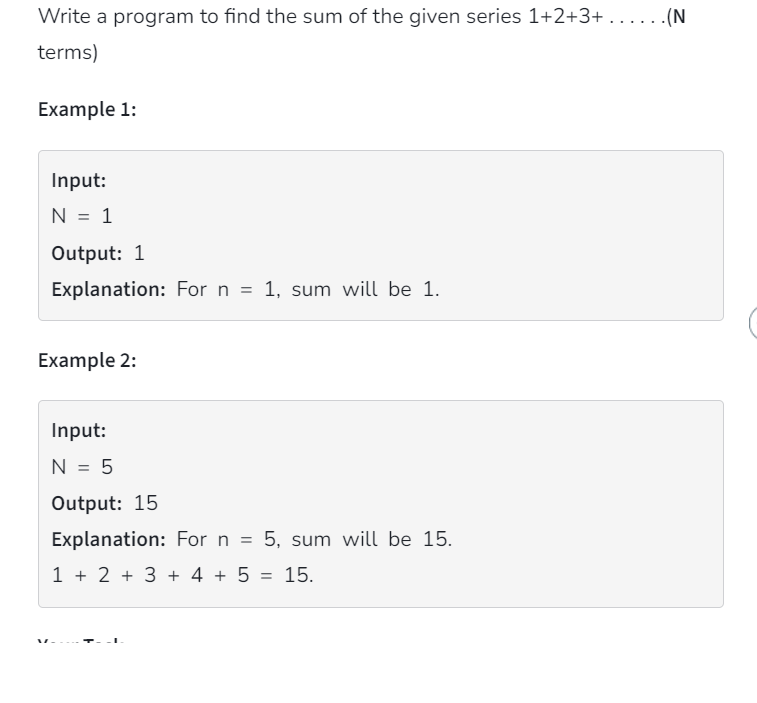 Write a program to find the sum of the given series 1+2+3+ . . . . . .(N
terms)
Example 1:
Input:
N = 1
Output: 1
Explanation: For n = 1, sum will be 1.
Example 2:
Input:
N = 5
Output: 15
Explanation: For n = 5, sum will be 15.
1 + 2 + 3 + 4 + 5 = 15.